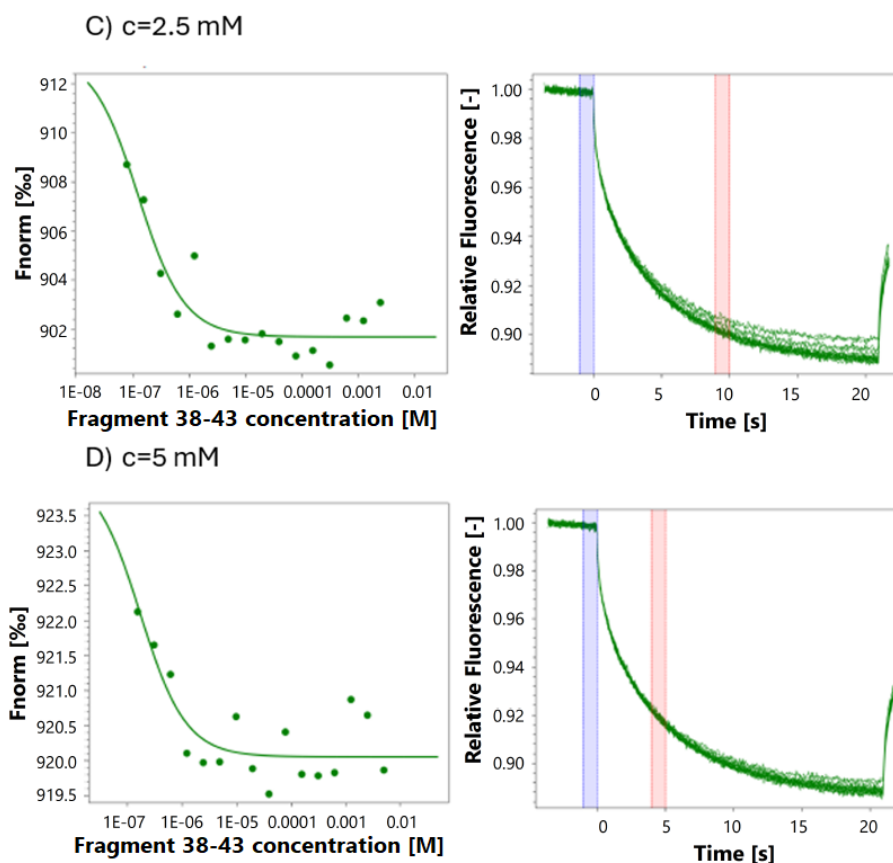 C) c=2.5 mM
Fnorm [‰]
912
910
908
906
904
902
1E-08 1E-07 1E-06 1E-05 0.0001 0.001 0.01
Fragment 38-43 concentration [M]
Relative Fluorescence [-]
1.00
0.98
0.96
0.94
0.92
0.90
0 5 10 15 20
Time [s]
D) c=5 mM
Fnorm [‰]
923.5
923.0
922.5
922.0
921.5
921.0
920.5
920.0
919.5
1E-07 1E-06 1E-05 0.0001 0.001 0.01
Fragment 38-43 concentration [M]
Relative Fluorescence [-]
1.00
0.98
0.96
0.94
0.92
0.90
0 5 10 15 20
Time [s]